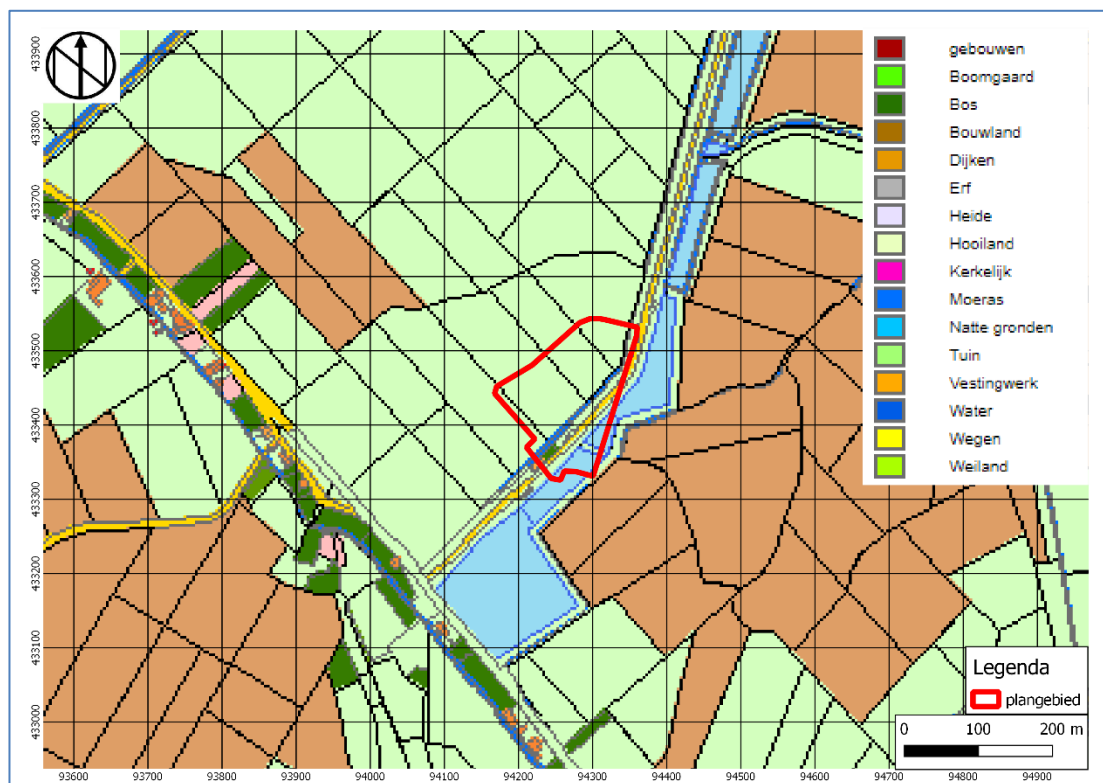 433900
433800
433700
433600
433500
433400
433300
433200
433100
433000
gebouwen
Boomgaard
Bos
Bouwland
Dijken
Erf
Heide
Hooiland
Kerkelijk
Moeras
Natte gronden
Tuin
Vestingwerk
Water
Wegen
Weiland
Legenda
plangebied
0 100 200 m
93600 93700 93800 93900 94000 94100 94200 94300 94400 94500 94600 94700 94800 94900